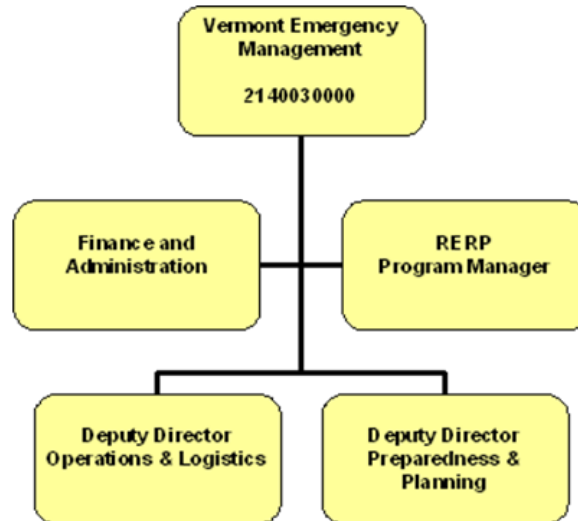 Vermont Emergency
Management
2140030000
Finance and
Administration
RERP
Program Manager
Deputy Director
Operations & Logistics
Deputy Director
Preparedness &
Planning